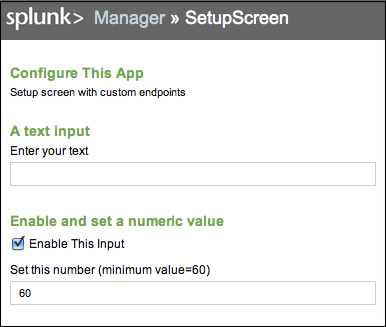 splunk> Manager » SetupScreen
Configure This App
Setup screen with custom endpoints
A text input
Enter your text
Enable and set a numeric value
Enable This Input
Set this number (minimum value=60)
60